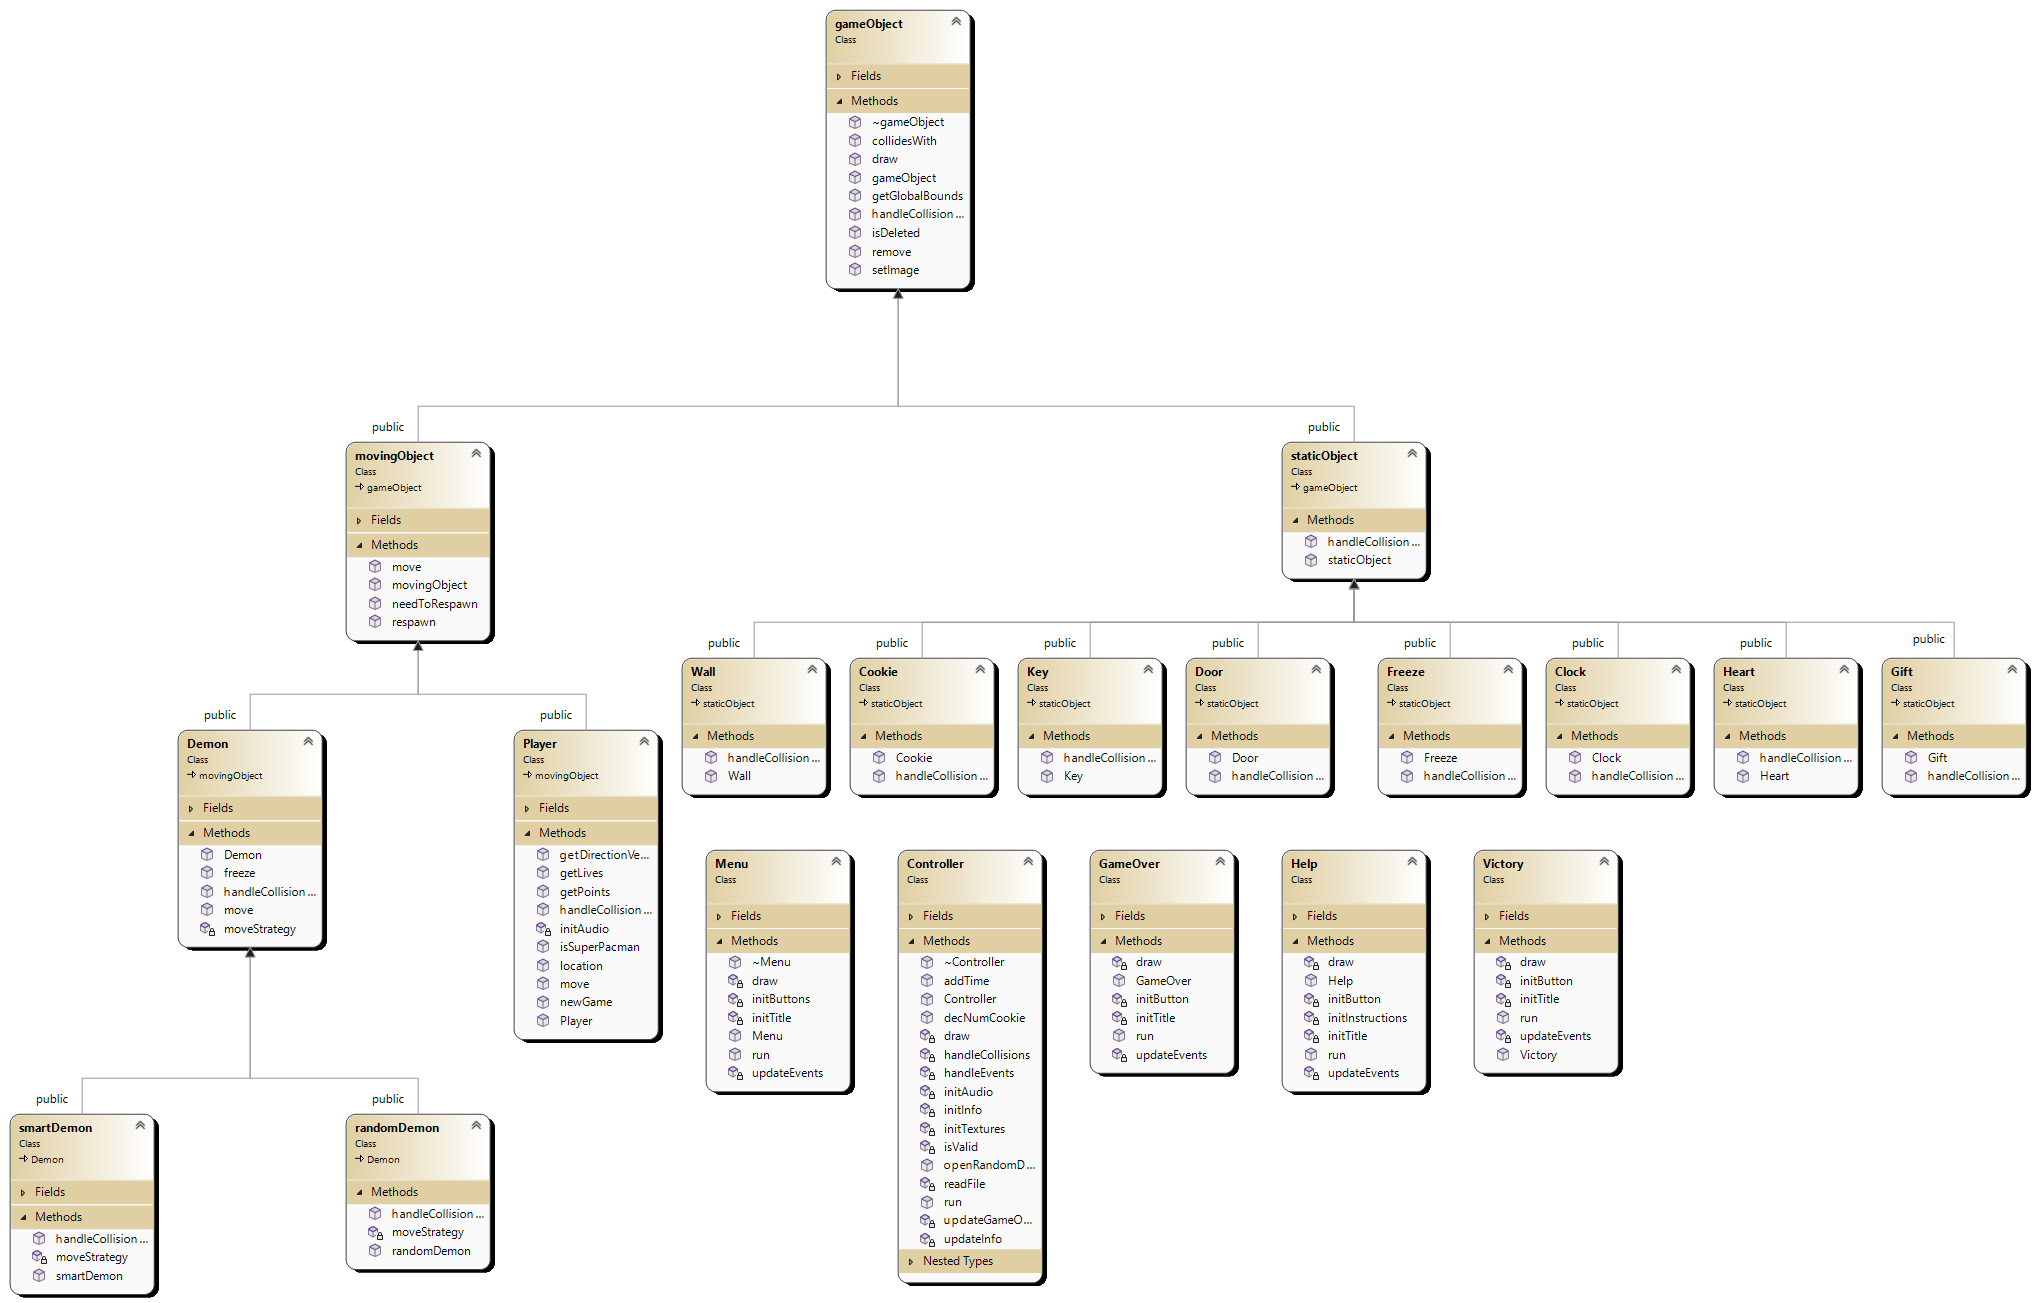 gameObject
Class
Fields
Methods
~gameObject
collidesWith
draw
gameObject
getGlobalBounds
handleCollision ...
isDeleted
remove
setImage
public
movingObject
Class
gameObject
Fields
Methods
move
movingObject
needToRespawn
respawn
public
staticObject
Class
gameObject
Methods
handleCollision ...
staticObject
public
Demon
Class
movingObject
Fields
Methods
Demon
freeze
handleCollision ...
move
moveStrategy
public
Player
Class
movingObject
Fields
Methods
getDirectionVe...
getLives
getPoints
handleCollision ...
initAudio
isSuperPacman
location
move
newGame
Player
public
Wall
Class
staticObject
Methods
handleCollision ...
Wall
public
Cookie
Class
staticObject
Methods
Cookie
handleCollision ...
public
Key
Class
staticObject
Methods
handleCollision ...
Key
public
Door
Class
staticObject
Methods
Door
handleCollision ...
public
Freeze
Class
staticObject
Methods
Freeze
handleCollision ...
public
Clock
Class
staticObject
Methods
Clock
handleCollision ...
public
Heart
Class
staticObject
Methods
handleCollision ...
Heart
public
Gift
Class
staticObject
Methods
Gift
handleCollision ...
public
smartDemon
Class
Demon
Fields
Methods
handleCollision ...
moveStrategy
smartDemon
public
randomDemon
Class
Demon
Methods
handleCollision ...
moveStrategy
randomDemon
Menu
Class
Fields
Methods
~Menu
draw
initButtons
initTitle
Menu
run
updateEvents
Controller
Class
Fields
Methods
~Controller
addTime
Controller
decNumCookie
draw
handleCollisions
handleEvents
initAudio
initInfo
initTextures
isValid
openRandomD...
readFile
run
updateGameO...
updateInfo
Nested Types
GameOver
Class
Fields
Methods
draw
GameOver
initButton
initTitle
run
updateEvents
Help
Class
Fields
Methods
draw
Help
initButton
initInstructions
initTitle
run
updateEvents
Victory
Class
Fields
Methods
draw
initButton
initTitle
run
updateEvents
Victory